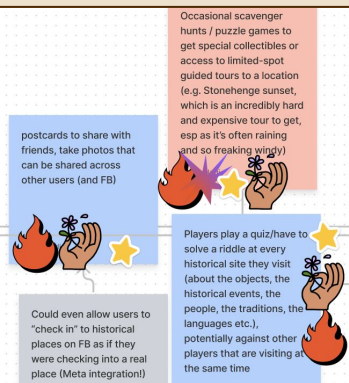 Occasional scavenger
hunts / puzzle games to
get special collectibles or
access to limited-spot
guided tours to a location
(e.g. Stonehenge sunset,
which is an incredibly hard
and expensive tour to get,
esp as it's often raining
and so freaking windy)
postcards to share with
friends, take photos that
can be shared across
other users (and FB)
Players play a quiz/have to
solve a riddle at every
historical site they visit
(about the objects, the
historical events, the
people, the traditions, the
languages etc.),
potentially against other
players that are visiting at
the same time
Could even allow users to
"check in" to historical
places on FB as if they
were checking into a real
place (Meta integration!)